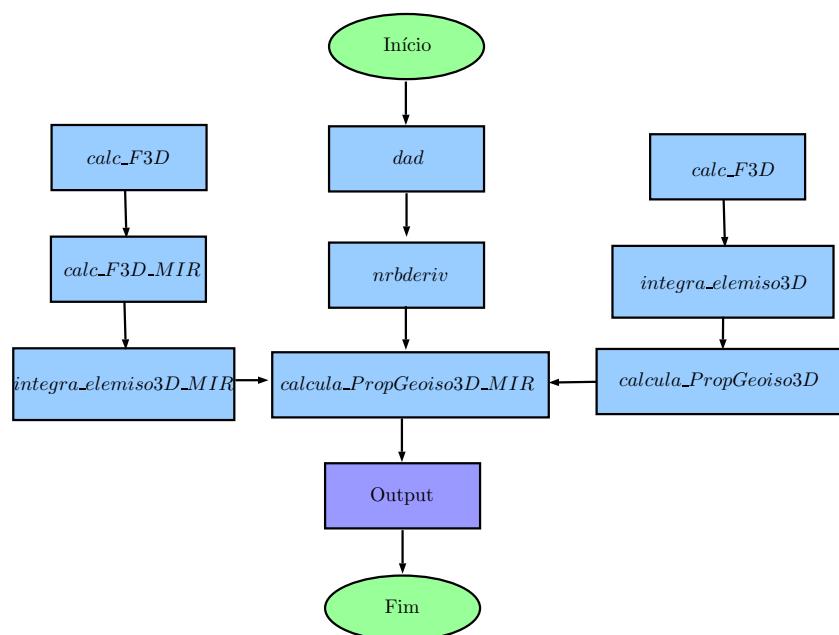 Início
calc_F3D
dad
calc_F3D
calc_F3D_MIR
nrbderiv
integra_elemiso3D
integra_elemiso3D_MIR
calcula_PropGeoiso3D_MIR
calcula_PropGeoiso3D
Output
Fim